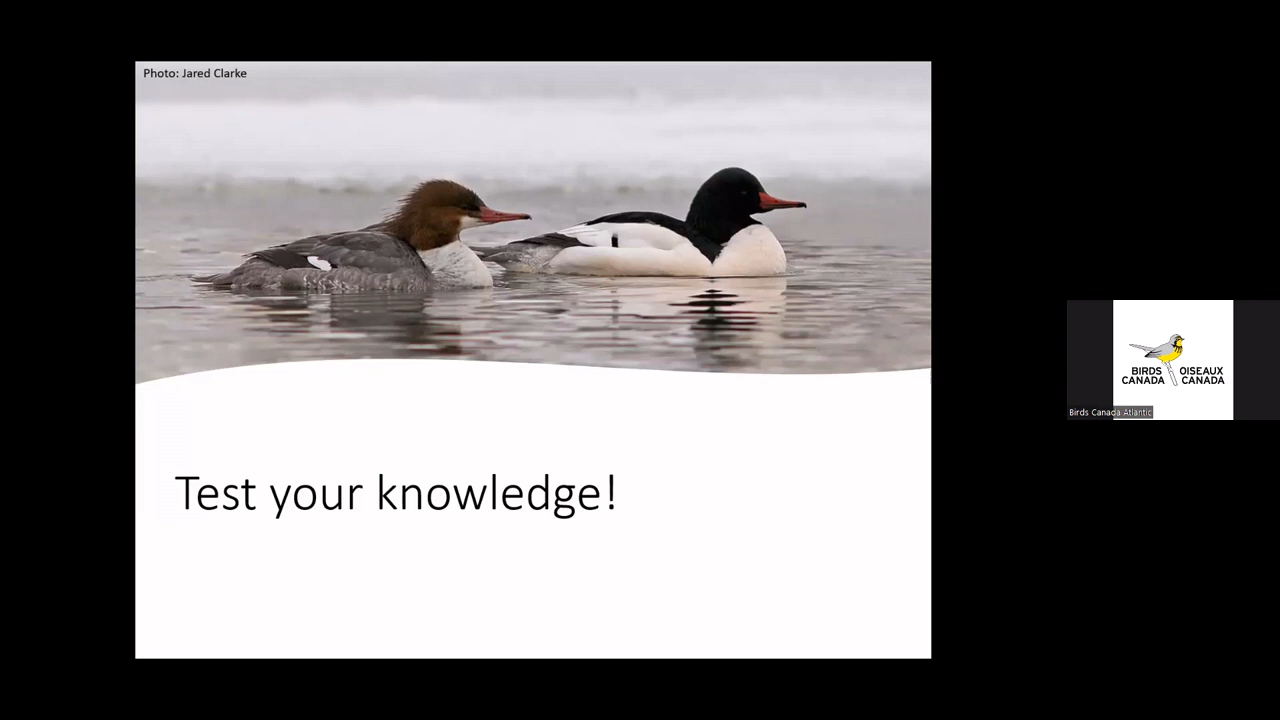 Photo: Jared Clarke
BIRDS OISEAUX
CANADA CANADA
Birds Canada Atlantic
Test your knowledge!